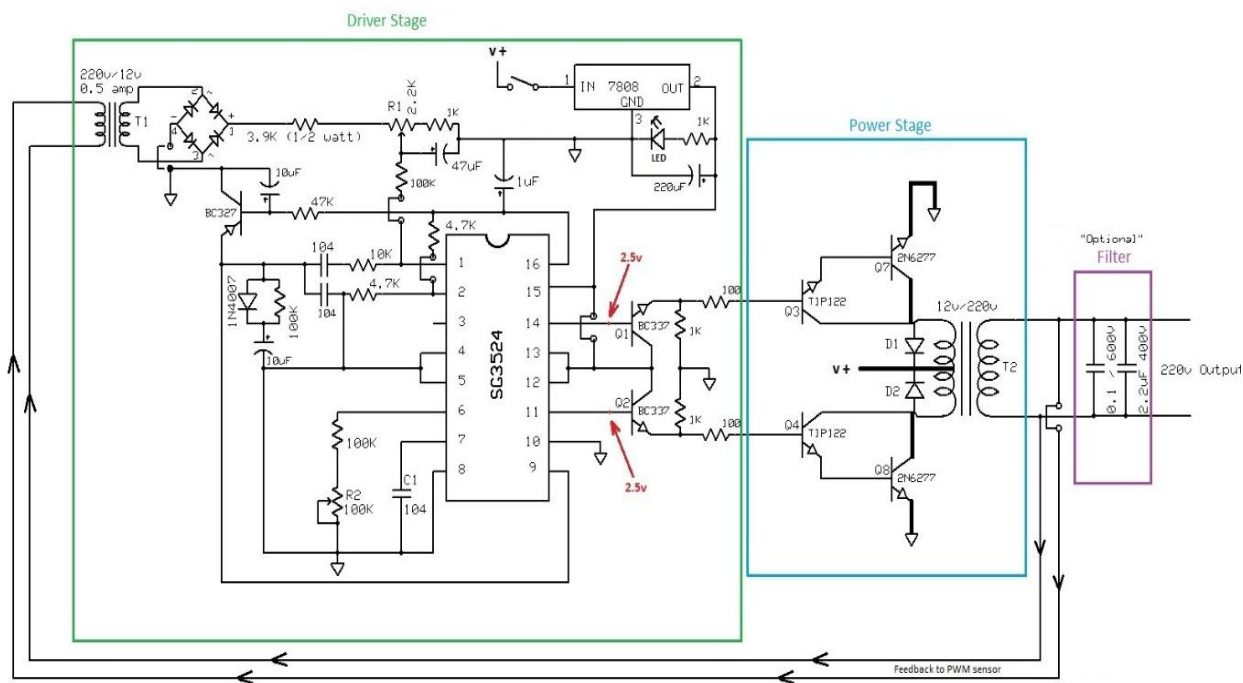 Driver Stage
220v/12v
0.5 amp
T1
2
4
1
3
-
+
~
~
3.9K (1/2 watt)
R1
2.2K
1K
47uF
100K
V+
1
IN
7808
OUT
2
GND
3
LED
1K
220uF
1uF
10uF
BC327
47K
4.7K
104
10K
104
4.7K
1N4007
100K
10uF
SG3524
1
2
3
4
5
6
7
8
16
15
14
13
12
11
10
9
100K
R2
100K
C1
104
2.5v
Q1
BC337
1K
100
Q2
BC337
1K
100
2.5v
Power Stage
Q3
TIP122
Q7
2N6277
12v/220v
D1
V+
D2
T2
Q4
TIP122
Q8
2N6277
"Optional"
Filter
0.1 / 600V
2.2uF 400V
220v Output
Feedback to PWM sensor